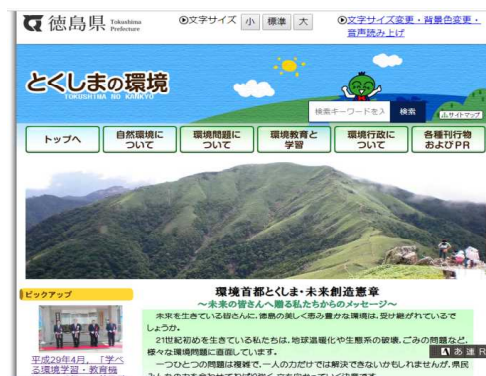 徳島県 Tokushima Prefecture
文字サイズ 小 標準 大
文字サイズ変更・背景色変更・
音声読み上げ
とくしまの環境
TOKUSHIMA NO KANKYO
検索キーワードを入 検索
サイトマップ
トップへ
自然環境に
ついて
環境問題に
ついて
環境教育と
学習
環境行政に
ついて
各種刊行物
およびPR
ピックアップ
平成29年4月,「学べ
る環境学習・教育機
環境首都とくしま・未来創造憲章
～未来の皆さんへ贈る私たちからのメッセージ～
未来を生きている皆さんに、徳島の美しく恵み豊かな環境は、受け継がれているで
しょうか。
21世紀初めを生きている私たちは、地球温暖化や生態系の破壊、ごみの問題など、
様々な環境問題に直面しています。
一つひとつの問題は複雑で、一人の力だけでは解決できないかもしれませんが、県民